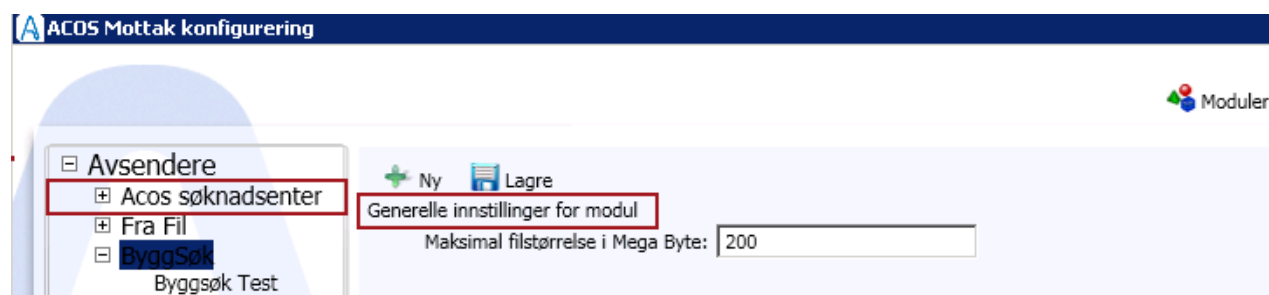 ACOS Mottak konfigurering
Moduler
Avsendere
Acos søknadsenter
Fra Fil
ByggSøk
Byggsøk Test
Ny Lagre
Generelle innstillinger for modul
Maksimal filstørrelse i Mega Byte: 200